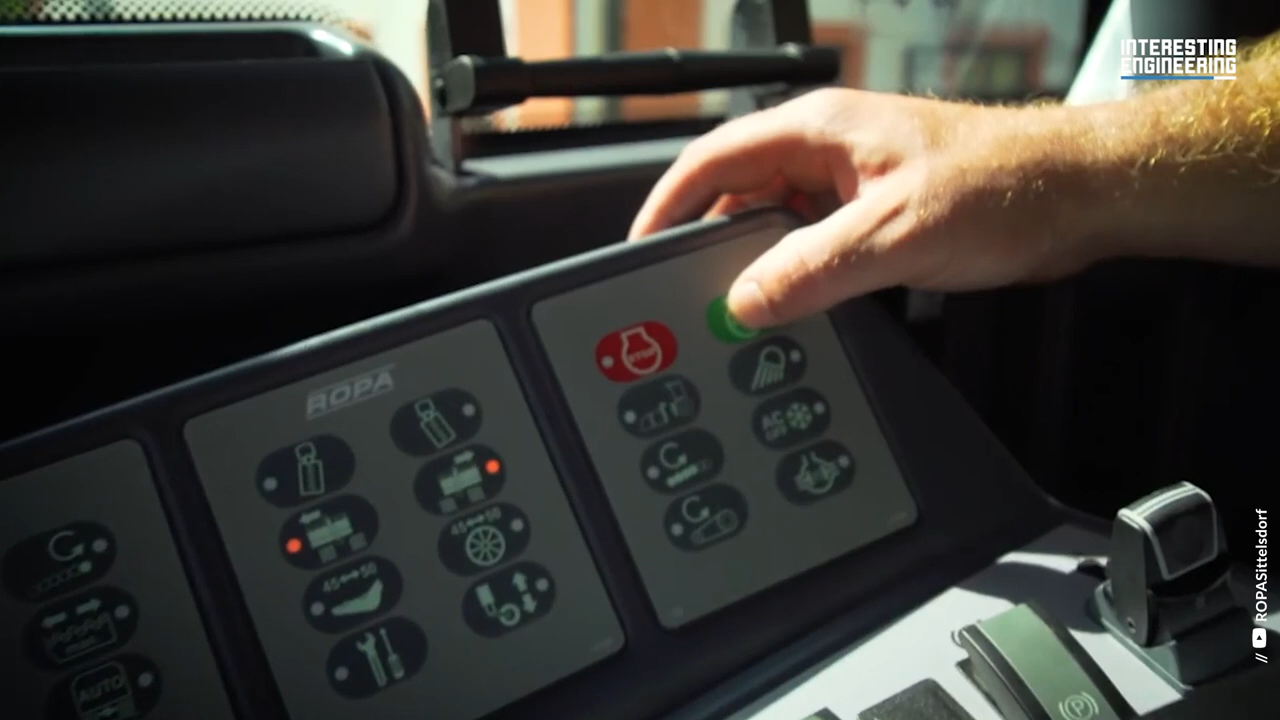 INTERESTING
ENGINEERING
ROPA
STOP
AC
OFF
45↔50
45↔50
AUTO
P
// ROPASittelsdorf